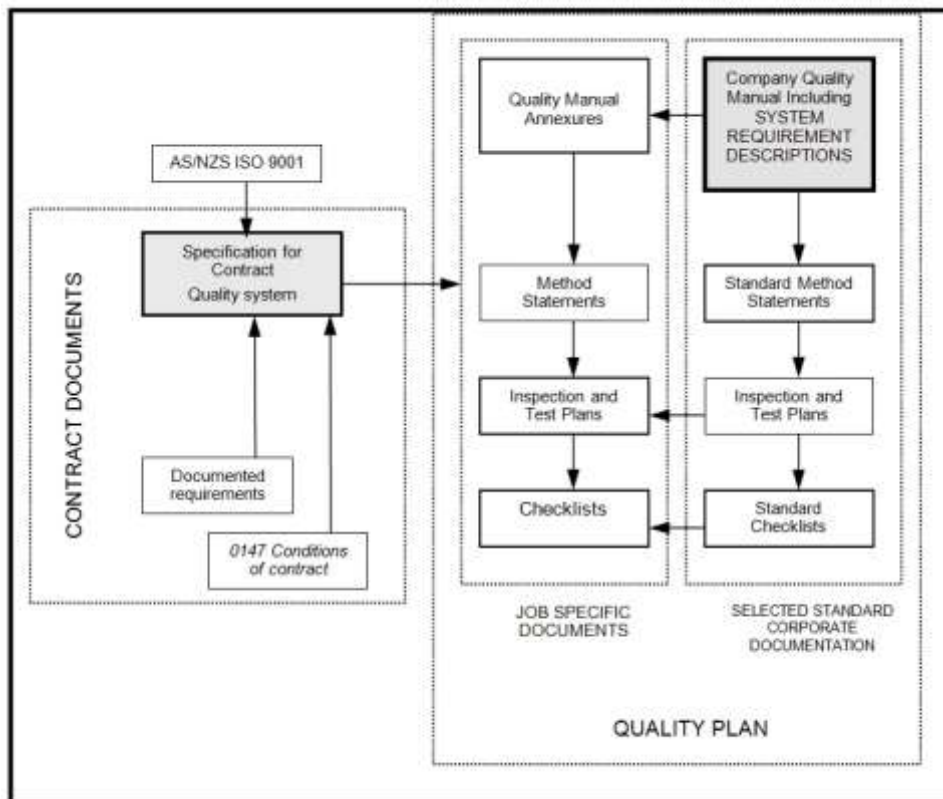 AS/NZS ISO 9001
Specification for
Contract
Quality system
Documented
requirements
0147 Conditions
of contract
CONTRACT DOCUMENTS
Quality Manual
Annexures
Method
Statements
Inspection and
Test Plans
Checklists
JOB SPECIFIC
DOCUMENTS
Company Quality
Manual Including
SYSTEM
REQUIREMENT
DESCRIPTIONS
Standard Method
Statements
Inspection and
Test Plans
Standard
Checklists
SELECTED STANDARD
CORPORATE
DOCUMENTATION
QUALITY PLAN